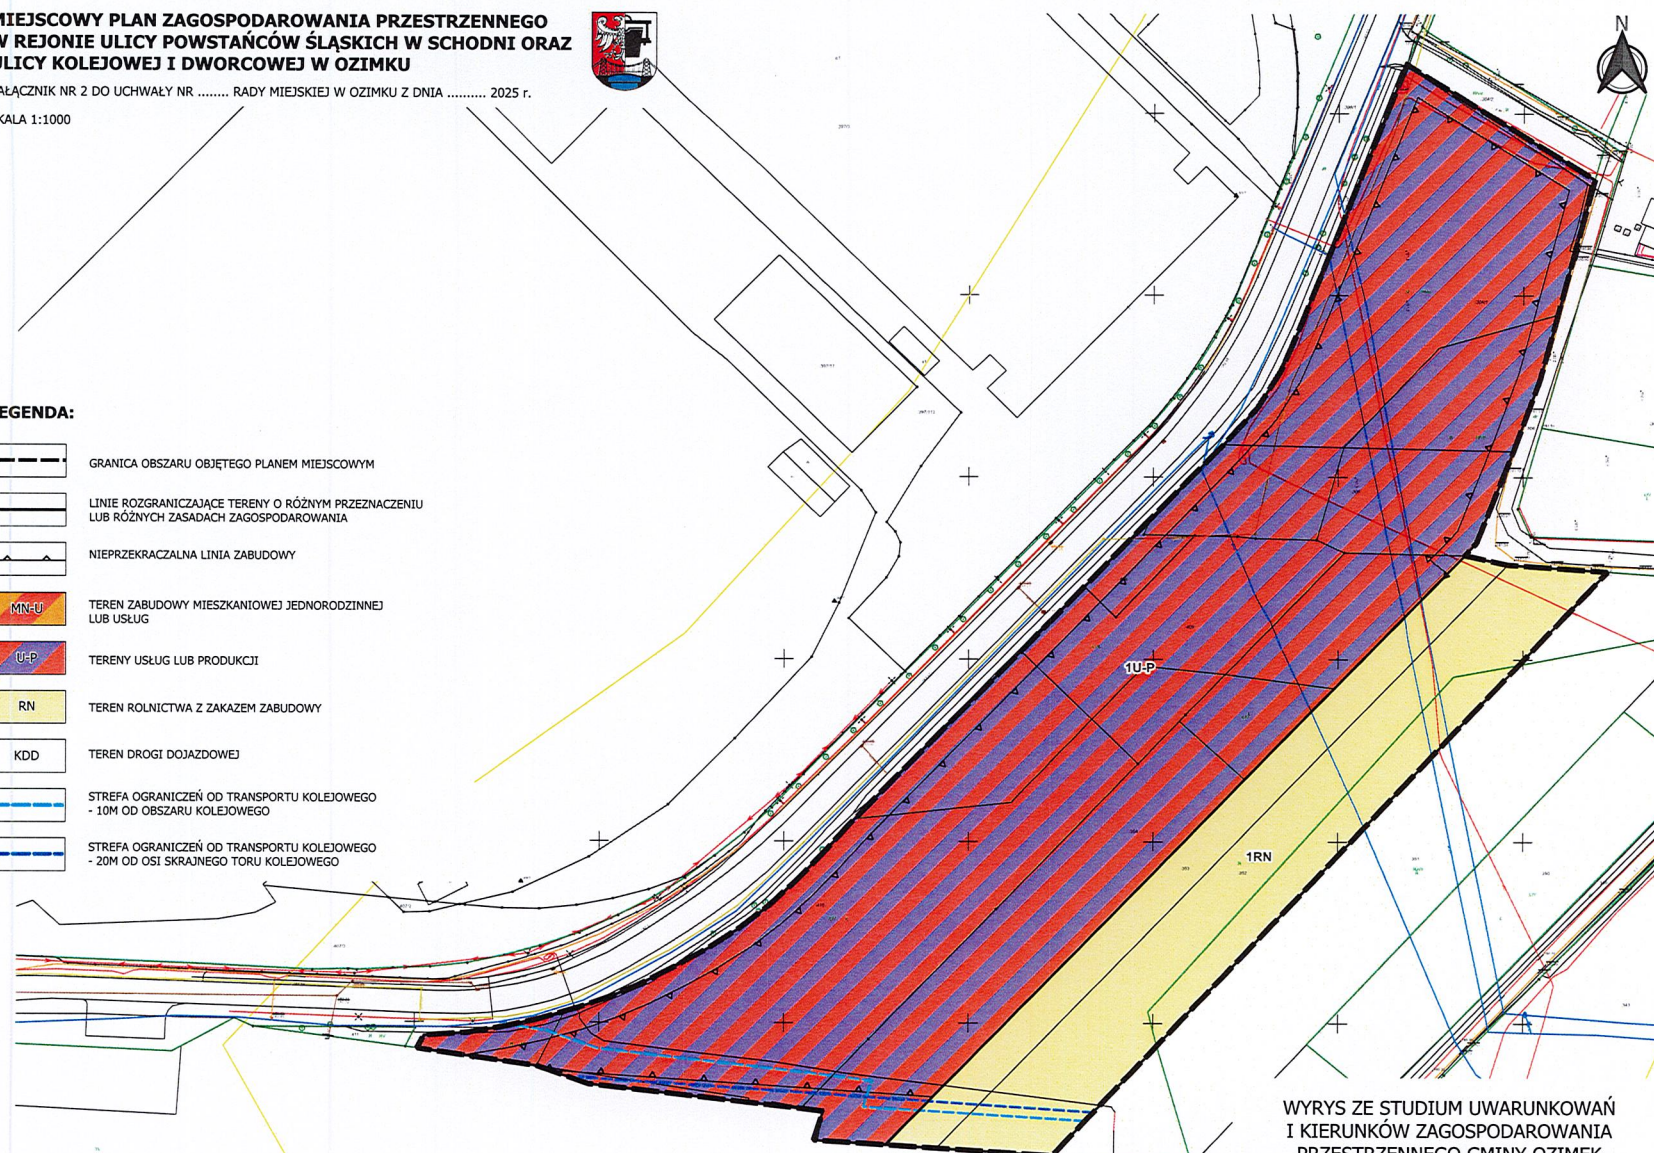 MIEJSCOWY PLAN ZAGOSPODAROWANIA PRZESTRZENNEGO
W REJONIE ULICY POWSTAŃCÓW ŚLĄSKICH W SCHODNI ORAZ
ULICY KOLEJOWEJ I DWORCOWEJ W OZIMKU
AŁĄCZNIK NR 2 DO UCHWAŁY NR ........ RADY MIEJSKIEJ W OZIMKU Z DNIA .......... 2025 r.
KALA 1:1000
N
EGENDA:
GRANICA OBSZARU OBJĘTEGO PLANEM MIEJSCOWYM
LINIE ROZGRANICZAJĄCE TERENY O RÓŻNYM PRZEZNACZENIU
LUB RÓŻNYCH ZASADACH ZAGOSPODAROWANIA
NIEPRZEKRACZALNA LINIA ZABUDOWY
MN-U
TEREN ZABUDOWY MIESZKANIOWEJ JEDNORODZINNEJ
LUB USŁUG
U-P
TERENY USŁUG LUB PRODUKCJI
RN
TEREN ROLNICTWA Z ZAKAZEM ZABUDOWY
KDD
TEREN DROGI DOJAZDOWEJ
STREFA OGRANICZEŃ OD TRANSPORTU KOLEJOWEGO
- 10M OD OBSZARU KOLEJOWEGO
STREFA OGRANICZEŃ OD TRANSPORTU KOLEJOWEGO
- 20M OD OSI SKRAJNEGO TORU KOLEJOWEGO
1U-P
1RN
WYRYS ZE STUDIUM UWARUNKOWAŃ
I KIERUNKÓW ZAGOSPODAROWANIA
PRZESTRZENNEGO GMINY OZIMEK